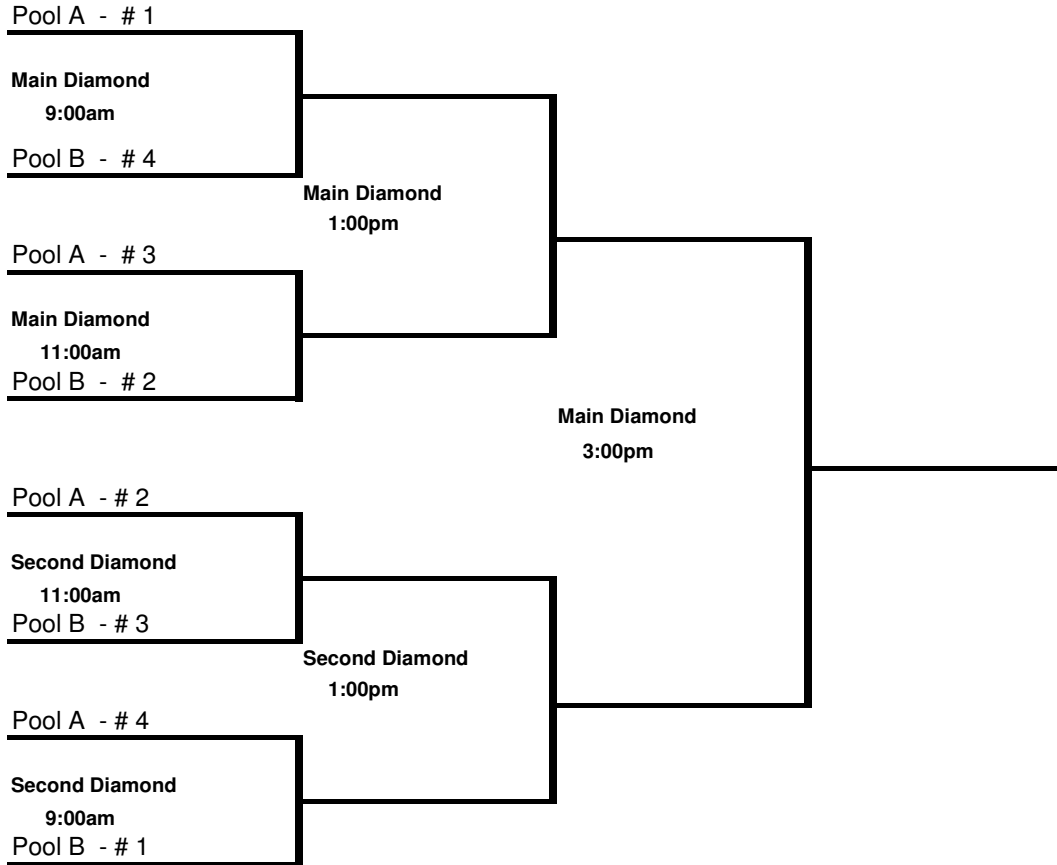 Pool A - # 1
Main Diamond
9:00am
Pool B - # 4
Main Diamond
1:00pm
Pool A - # 3
Main Diamond
11:00am
Pool B - # 2
Main Diamond
3:00pm
Pool A - # 2
Second Diamond
11:00am
Pool B - # 3
Second Diamond
1:00pm
Pool A - # 4
Second Diamond
9:00am
Pool B - # 1